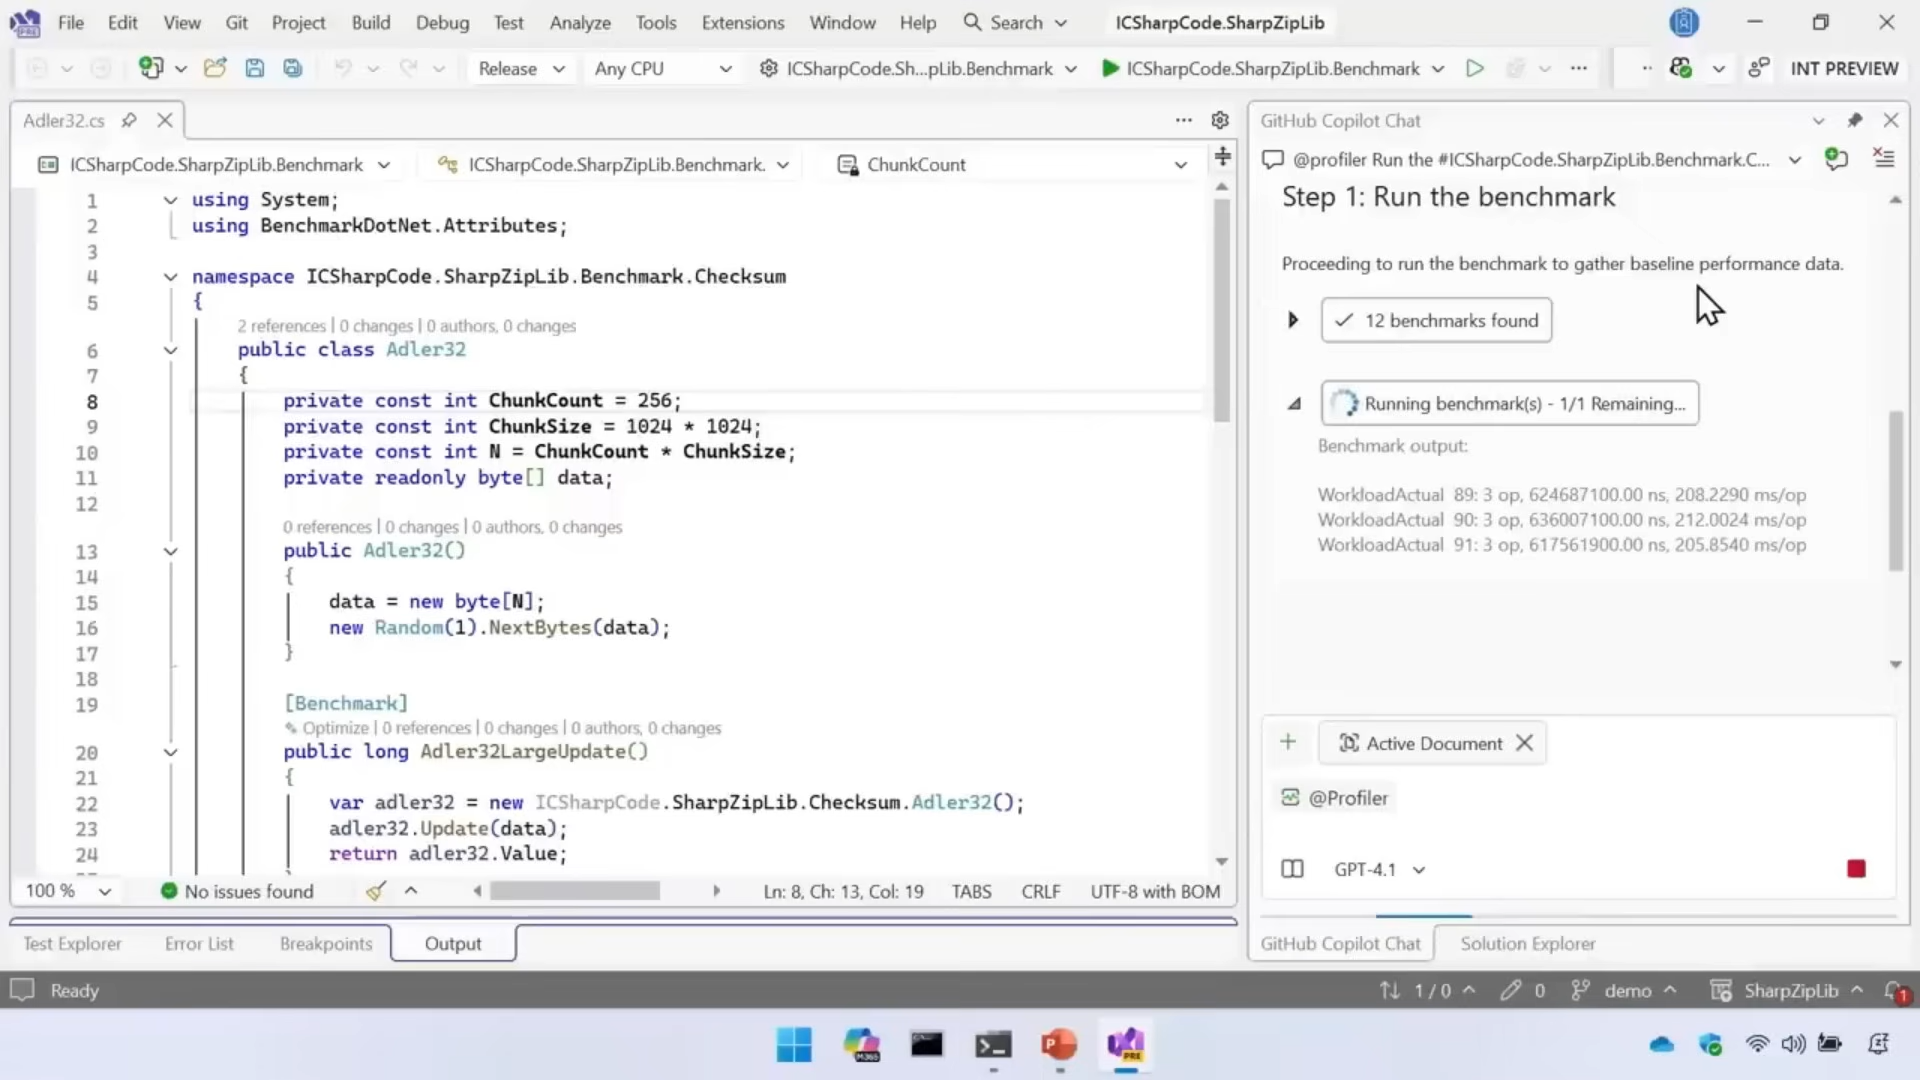 File Edit View Git Project Build Debug Test Analyze Tools Extensions Window Help Search ICSharpCode.SharpZipLib
Release Any CPU ICSharpCode.Sh...pLib.Benchmark ICSharpCode.SharpZipLib.Benchmark INT PREVIEW
Adler32.cs
ICSharpCode.SharpZipLib.Benchmark ICSharpCode.SharpZipLib.Benchmark. ChunkCount
1 using System;
2 using BenchmarkDotNet.Attributes;
3
4 namespace ICSharpCode.SharpZipLib.Benchmark.Checksum
5 {
2 references | 0 changes | 0 authors, 0 changes
6 public class Adler32
7 {
8 private const int ChunkCount = 256;
9 private const int ChunkSize = 1024 * 1024;
10 private const int N = ChunkCount * ChunkSize;
11 private readonly byte[] data;
12
0 references | 0 changes | 0 authors, 0 changes
13 public Adler32()
14 {
15 data = new byte[N];
16 new Random(1).NextBytes(data);
17 }
18
19 [Benchmark]
Optimize | 0 references | 0 changes | 0 authors, 0 changes
20 public long Adler32LargeUpdate()
21 {
22 var adler32 = new ICSharpCode.SharpZipLib.Checksum.Adler32();
23 adler32.Update(data);
24 return adler32.Value;
100 % No issues found Ln: 8, Ch: 13, Col: 19 TABS CRLF UTF-8 with BOM
Test Explorer Error List Breakpoints Output
GitHub Copilot Chat
@profiler Run the #ICSharpCode.SharpZipLib.Benchmark.C...
Step 1: Run the benchmark
Proceeding to run the benchmark to gather baseline performance data.
12 benchmarks found
Running benchmark(s) - 1/1 Remaining...
Benchmark output:
WorkloadActual 89: 3 op, 624687100.00 ns, 208.2290 ms/op
WorkloadActual 90: 3 op, 636007100.00 ns, 212.0024 ms/op
WorkloadActual 91: 3 op, 617561900.00 ns, 205.8540 ms/op
Active Document
@Profiler
GPT-4.1
GitHub Copilot Chat Solution Explorer
Ready 1 / 0 0 demo SharpZipLib 1
M365 P PRE